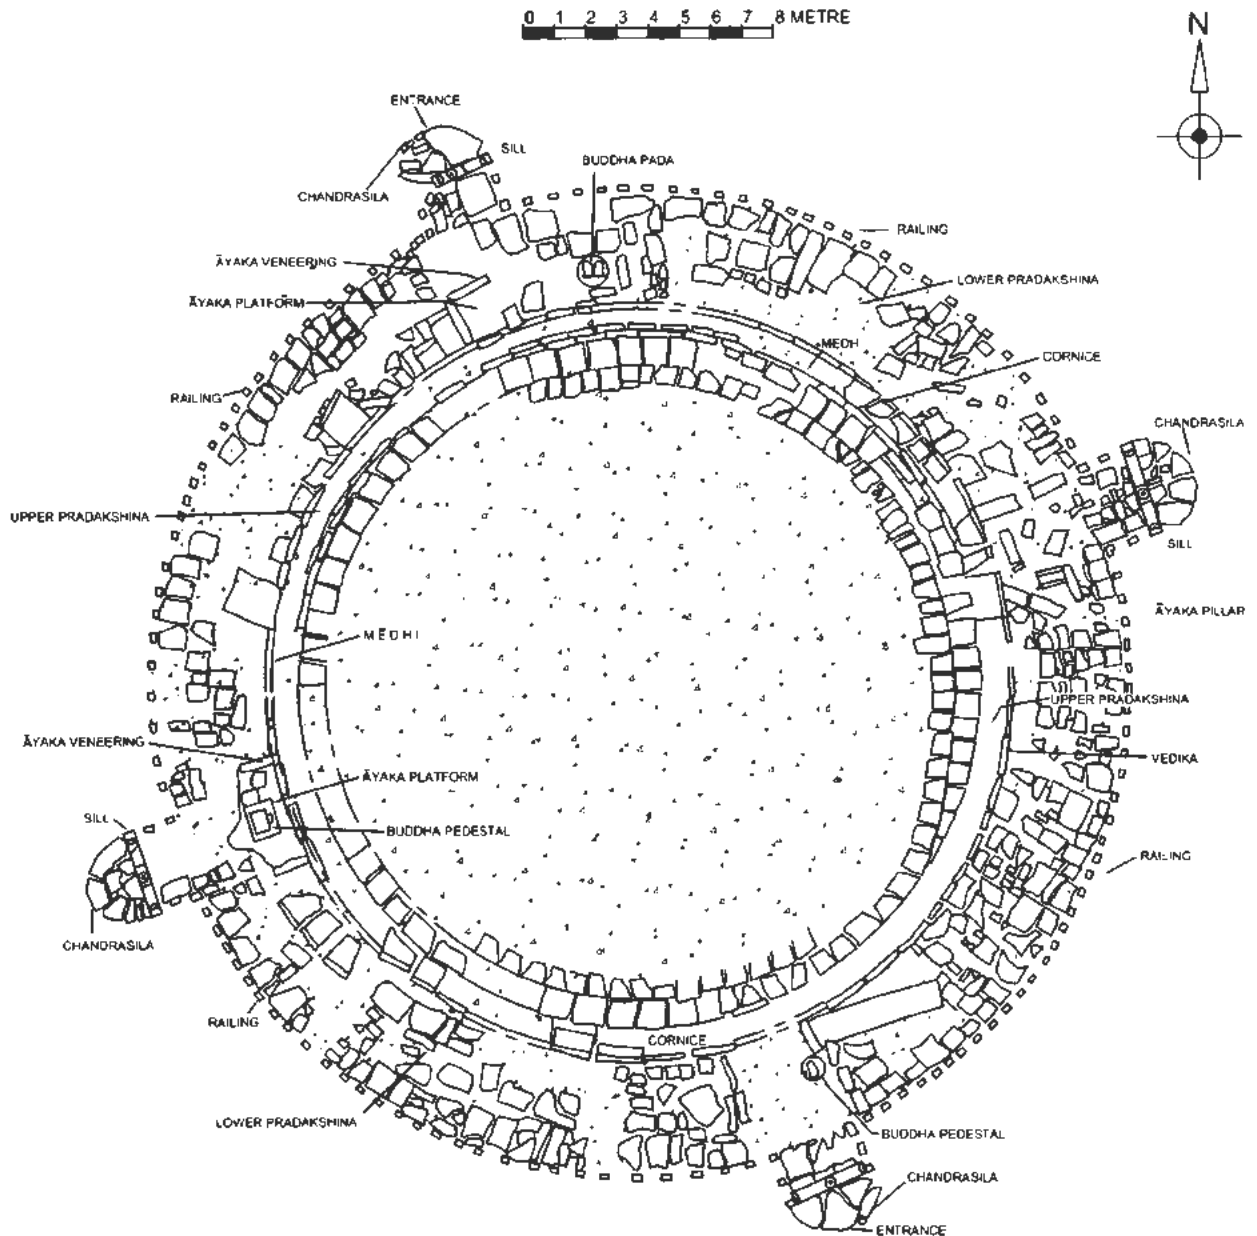 0 1 2 3 4 5 6 7 8 METRE
N
ENTRANCE
SILL
BUDDHA PADA
CHANDRASILA
RAILING
ĀYAKA VENEERING
LOWER PRADAKSHINA
ĀYAKA PLATFORM
MEDH
CORNICE
RAILING
CHANDRASILA
UPPER PRADAKSHINA
SILL
ĀYAKA PILLAR
MEDHI
UPPER PRADAKSHINA
ĀYAKA VENEERING
VEDIKA
ĀYAKA PLATFORM
SILL
BUDDHA PEDESTAL
RAILING
CHANDRASILA
RAILING
CORNICE
LOWER PRADAKSHINA
BUDDHA PEDESTAL
CHANDRASILA
ENTRANCE